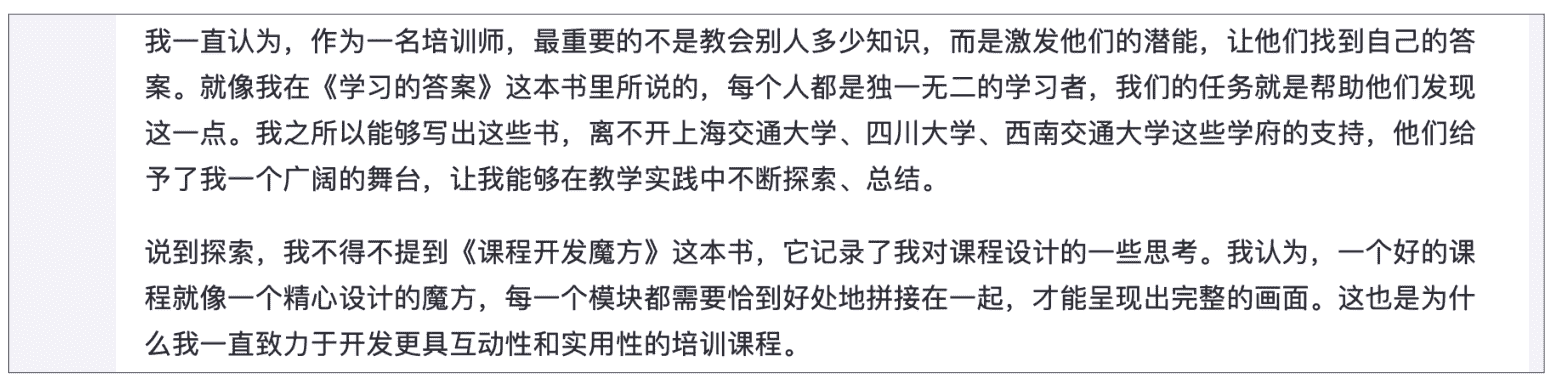 我一直认为，作为一名培训师，最重要的不是教会别人多少知识，而是激发他们的潜能，让他们找到自己的答
案。就像我在《学习的答案》这本书里所说的，每个人都是独一无二的学习者，我们的任务就是帮助他们发现
这一点。我之所以能够写出这些书，离不开上海交通大学、四川大学、西南交通大学这些学府的支持，他们给
予了我一个广阔的舞台，让我能够在教学实践中不断探索、总结。
说到探索，我不得不提到《课程开发魔方》这本书，它记录了我对课程设计的一些思考。我认为，一个好的课
程就像一个精心设计的魔方，每一个模块都需要恰到好处地拼接在一起，才能呈现出完整的画面。这也是为什
么我一直致力于开发更具互动性和实用性的培训课程。